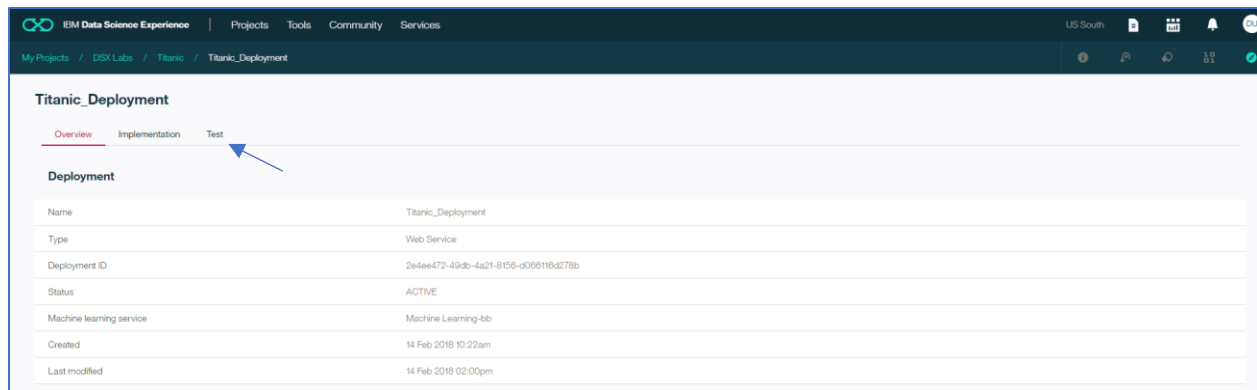 IBM Data Science Experience | Projects Tools Community Services US South DU
My Projects / DSX Labs / Titanic / Titanic_Deployment
Titanic_Deployment
Overview Implementation Test
Deployment
Name Titanic_Deployment
Type Web Service
Deployment ID 2e4ee472-49db-4a21-8156-d066116d278b
Status ACTIVE
Machine learning service Machine Learning-bb
Created 14 Feb 2018 10:22am
Last modified 14 Feb 2018 02:00pm